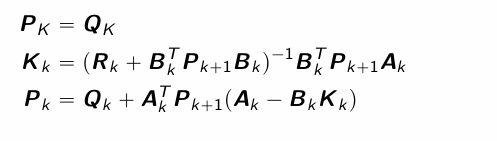 P_K = Q_K
K_k = (R_k + B_k^T P_{k+1} B_k)^{-1} B_k^T P_{k+1} A_k
P_k = Q_k + A_k^T P_{k+1} (A_k − B_k K_k)